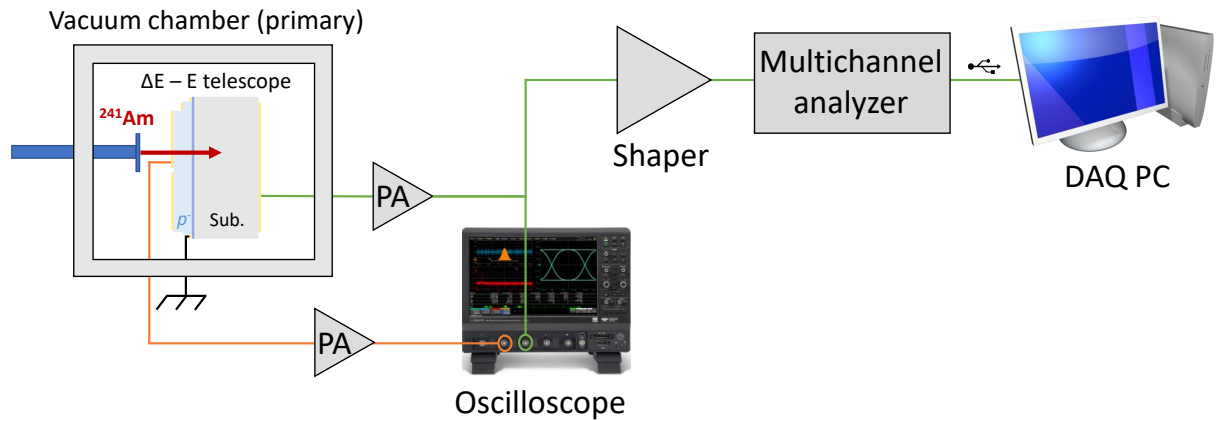 Vacuum chamber (primary)
ΔE – E telescope
²⁴¹Am
p⁻
Sub.
PA
PA
Oscilloscope
Shaper
Multichannel
analyzer
DAQ PC